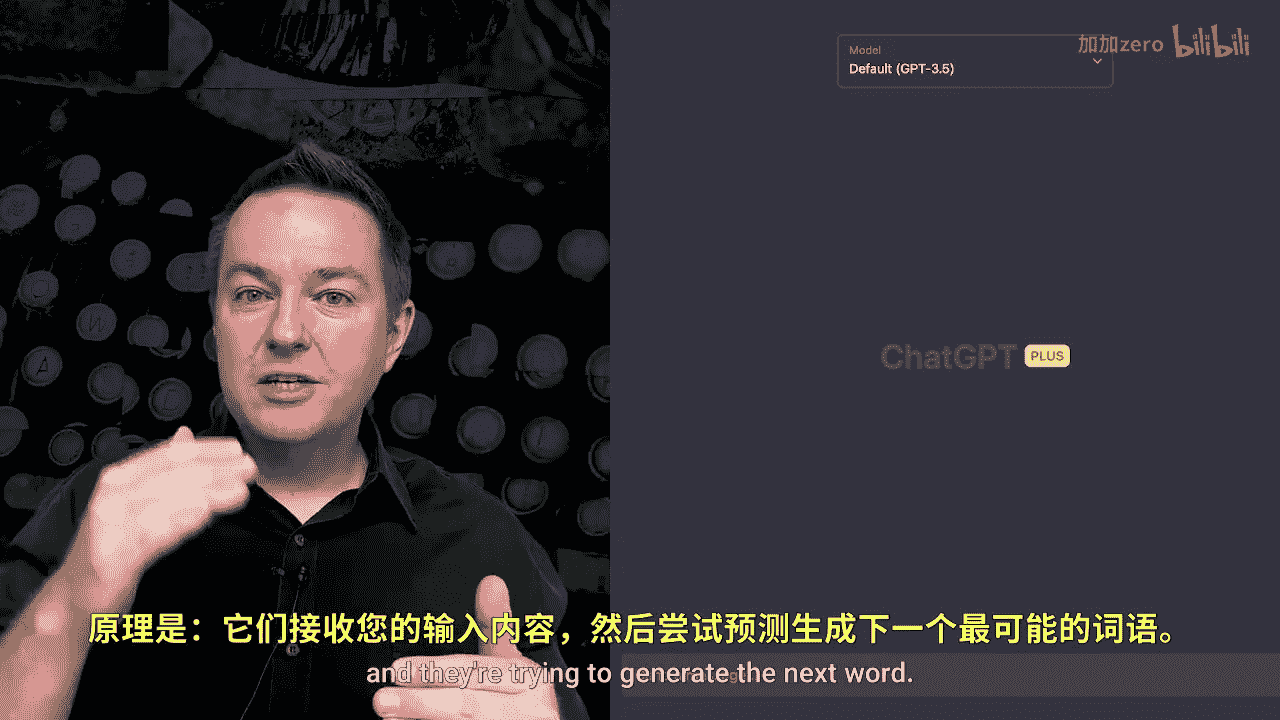 加加zero bilibili
Model
Default (GPT-3.5)
ChatGPT PLUS
原理是：它们接收您的输入内容，然后尝试预测生成下一个最可能的词语。
and they're trying to generate the next word.